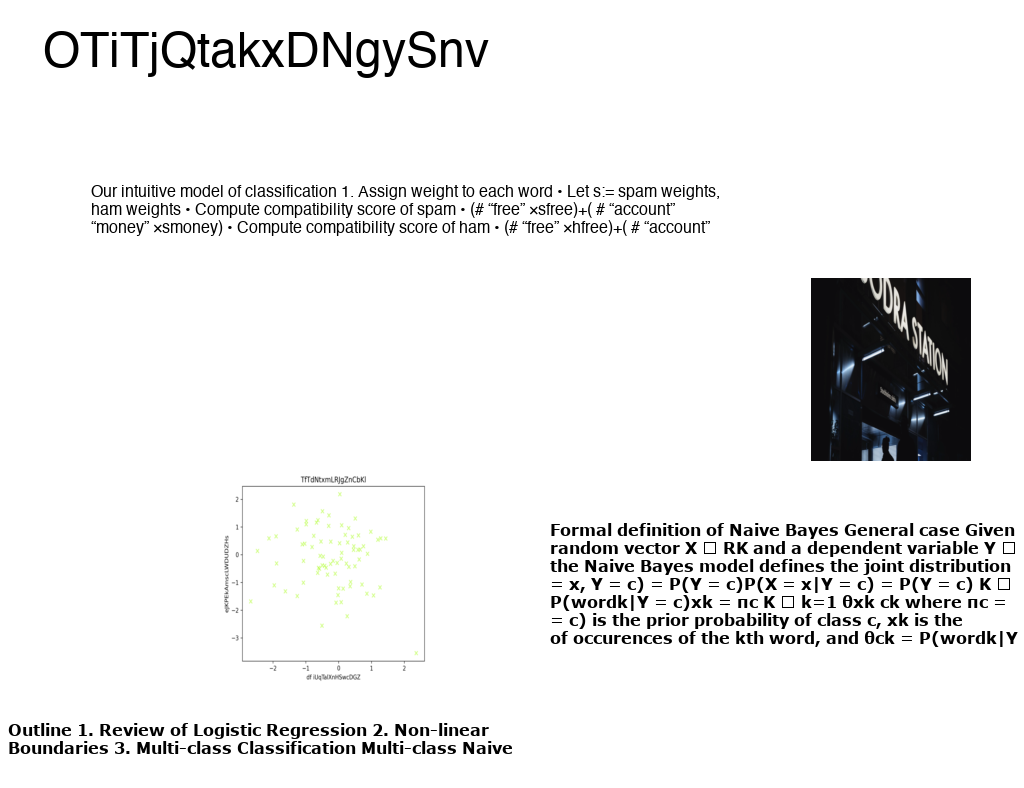 OTiTjQtakxDNgySnv
Our intuitive model of classification 1. Assign weight to each word • Let s:= spam weights,
ham weights • Compute compatibility score of spam • (# “free” ×sfree)+( # “account”
“money” ×smoney) • Compute compatibility score of ham • (# “free” ×hfree)+( # “account”
ODRA STATION
TfTdNtxmLRJgZnCbKl
2
1
0
−1
−2
−3
−2 −1 0 1 2
Formal definition of Naive Bayes General case Given
random vector X □ RK and a dependent variable Y □
the Naive Bayes model defines the joint distribution
= x, Y = c) = P(Y = c)P(X = x|Y = c) = P(Y = c) K □
P(wordk|Y = c)xk = πc K □ k=1 θxk ck where πc =
= c) is the prior probability of class c, xk is the
of occurences of the kth word, and θck = P(wordk|Y
Outline 1. Review of Logistic Regression 2. Non-linear
Boundaries 3. Multi-class Classification Multi-class Naive